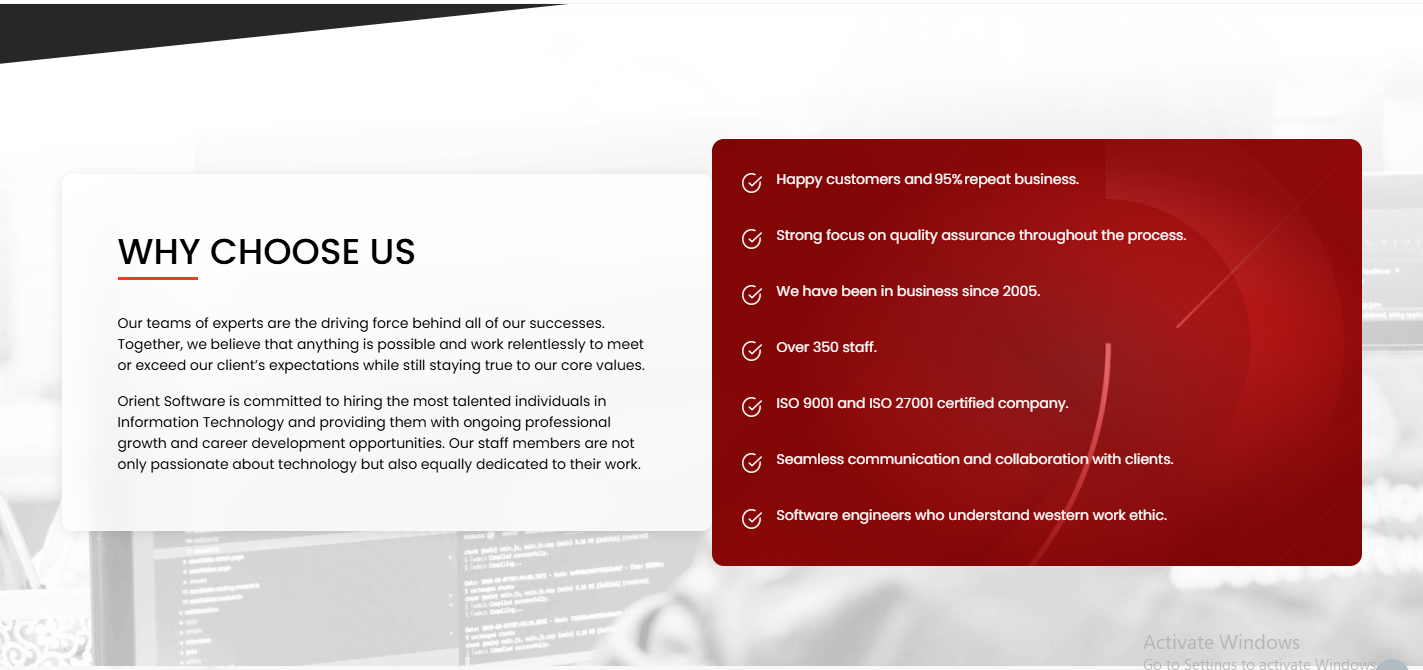 WHY CHOOSE US
Our teams of experts are the driving force behind all of our successes.
Together, we believe that anything is possible and work relentlessly to meet
or exceed our client’s expectations while still staying true to our core values.
Orient Software is committed to hiring the most talented individuals in
Information Technology and providing them with ongoing professional
growth and career development opportunities. Our staff members are not
only passionate about technology but also equally dedicated to their work.
Happy customers and 95% repeat business.
Strong focus on quality assurance throughout the process.
We have been in business since 2005.
Over 350 staff.
ISO 9001 and ISO 27001 certified company.
Seamless communication and collaboration with clients.
Software engineers who understand western work ethic.
Activate Windows
Go to Settings to activate Windows.